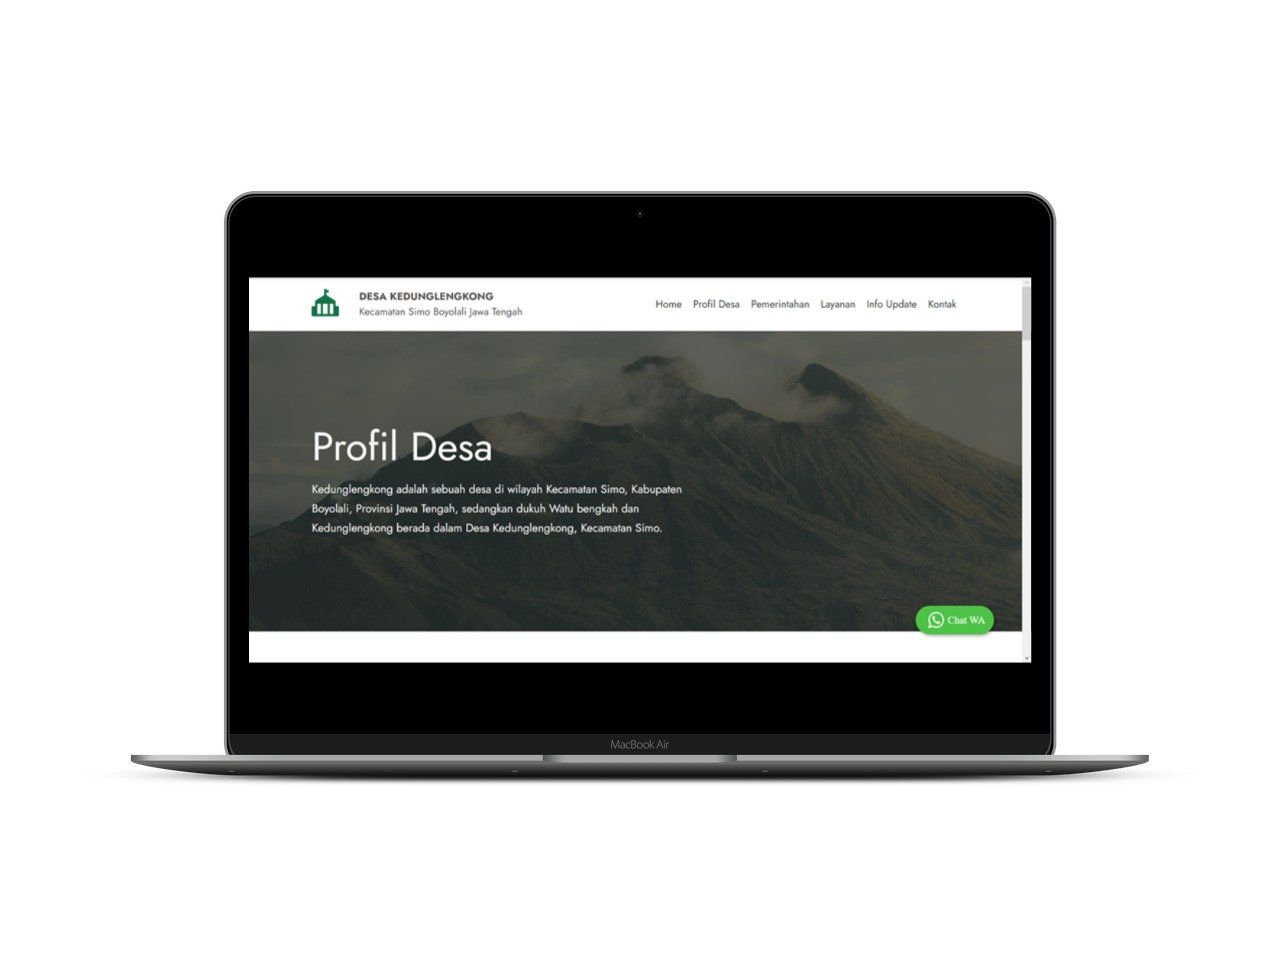 DESA KEDUNGLENGKONG
Kecamatan Simo Boyolali Jawa Tengah
Home Profil Desa Pemerintahan Layanan Info Update Kontak
Profil Desa
Kedunglengkong adalah sebuah desa di wilayah Kecamatan Simo, Kabupaten
Boyolali, Provinsi Jawa Tengah, sedangkan dukuh Watu bengkah dan
Kedunglengkong berada dalam Desa Kedunglengkong, Kecamatan Simo.
Chat WA
MacBook Air